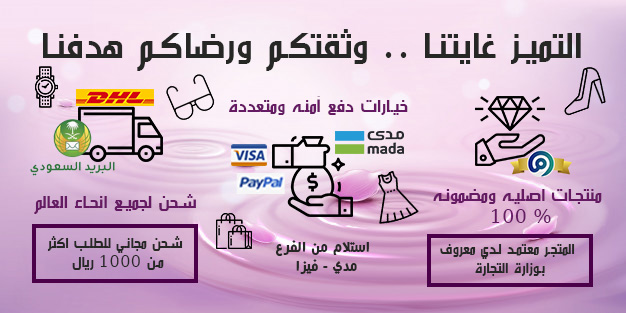 التميز غايتنا .. وثقتكم ورضاكم هدفنا
خيارات دفع آمنه ومتعددة
DHL
البريد السعودي
شحن لجميع انحاء العالم
شحن مجاني للطلب اكثر
من 1000 ريال
VISA
PayPal
مدى
mada
$
استلام من الفرع
مدي - فيزا
منتجات اصليه ومضمونه
100 %
المتجر معتمد لدي معروف
بوزارة التجارة